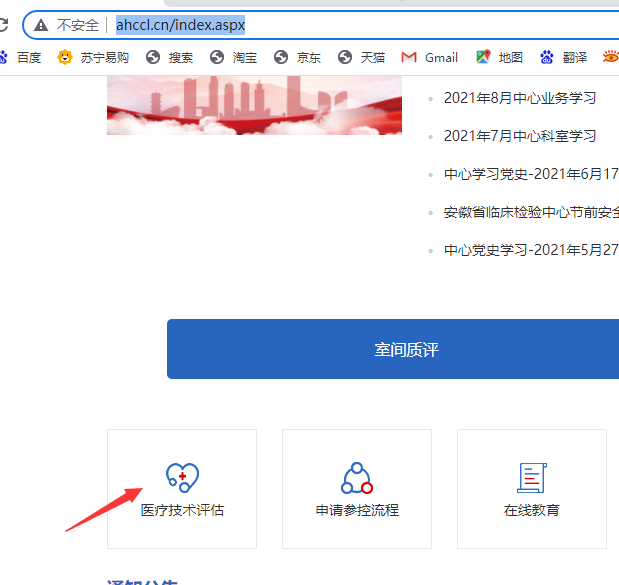 不安全 ahccl.cn/index.aspx
百度 苏宁易购 搜索 淘宝 京东 天猫 Gmail 地图 翻译
2021年8月中心业务学习
2021年7月中心科室学习
中心学习党史-2021年6月17
安徽省临床检验中心节前安全
中心党史学习-2021年5月27
室间质评
医疗技术评估 申请参控流程 在线教育
通知公告